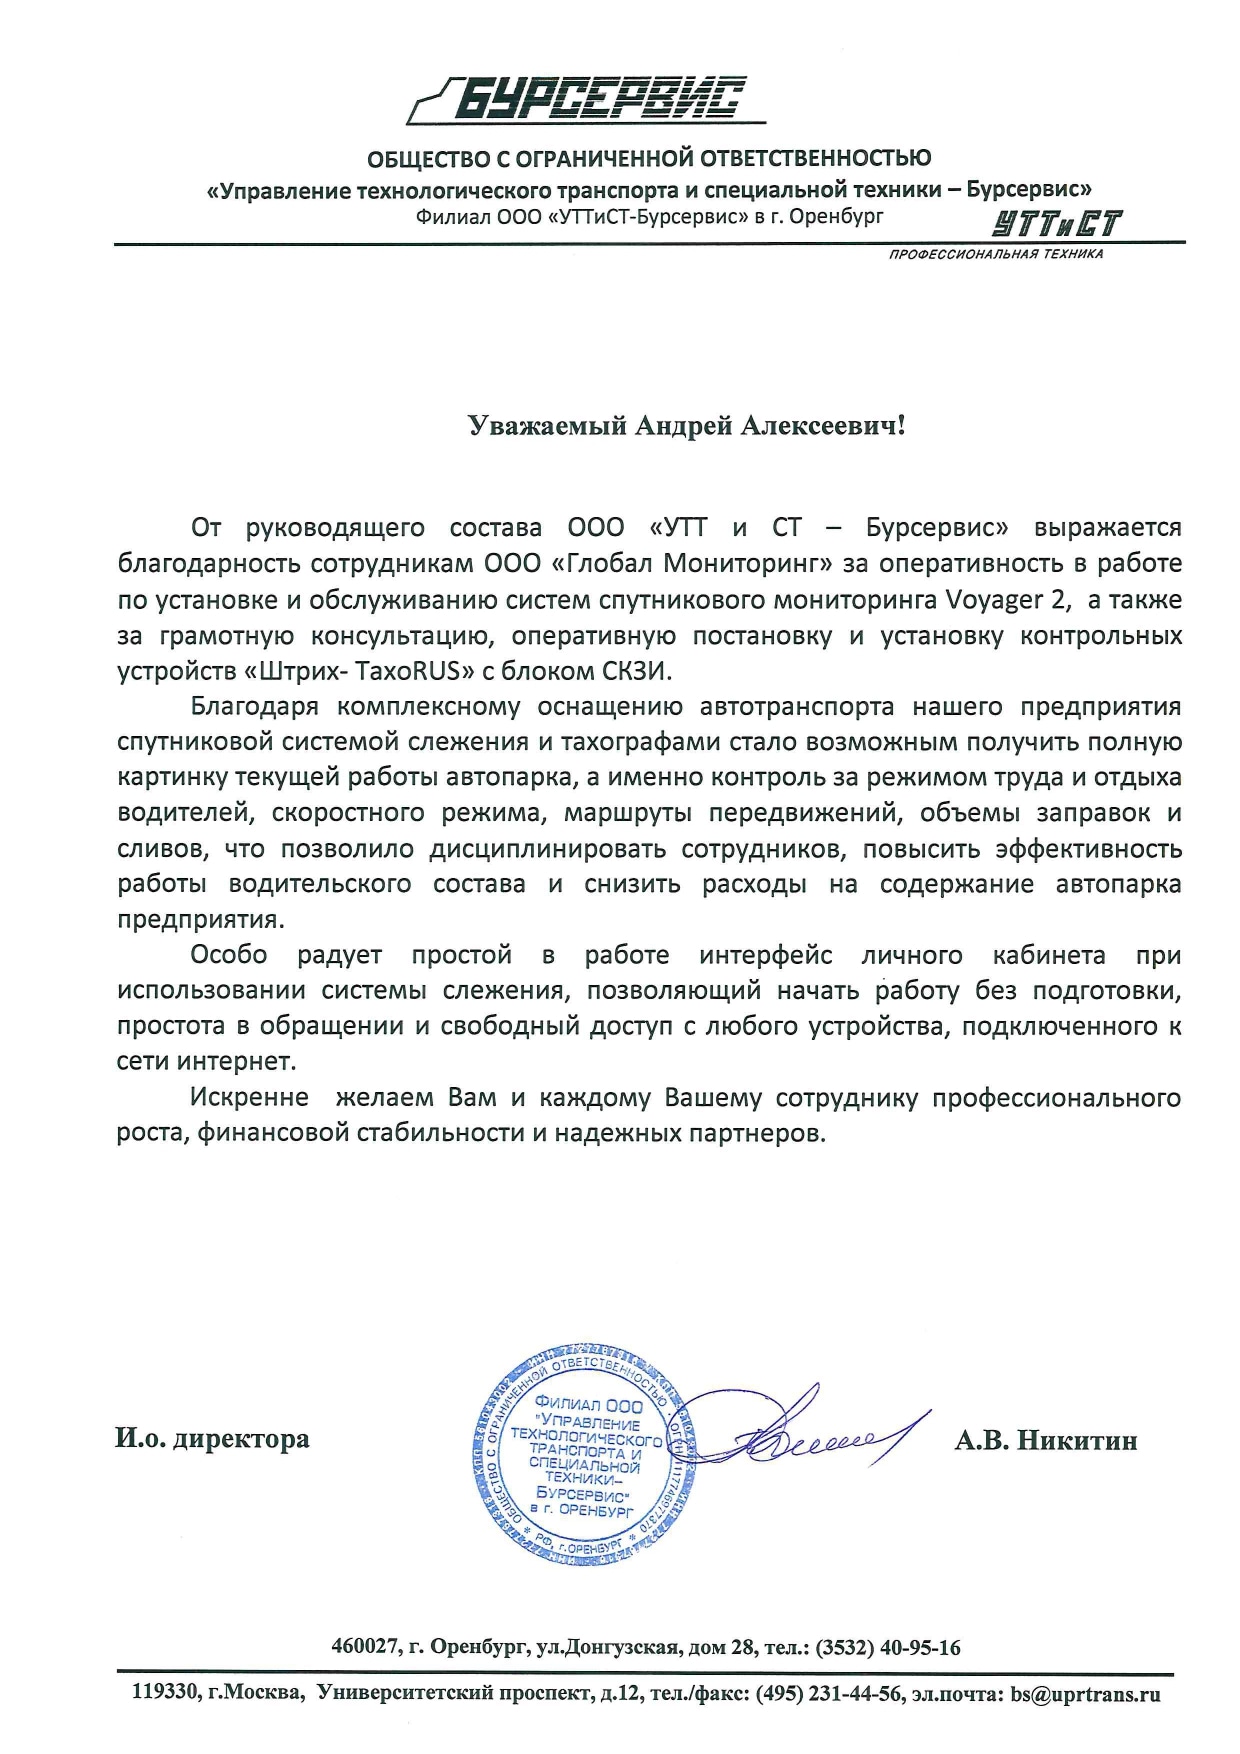 БУРСЕРВИС
ОБЩЕСТВО С ОГРАНИЧЕННОЙ ОТВЕТСТВЕННОСТЬЮ
«Управление технологического транспорта и специальной техники – Бурсервис»
Филиал ООО «УТТиСТ-Бурсервис» в г. Оренбург
УТТиСТ
ПРОФЕССИОНАЛЬНАЯ ТЕХНИКА
Уважаемый Андрей Алексеевич!
От руководящего состава ООО «УТТ и СТ – Бурсервис» выражается
благодарность сотрудникам ООО «Глобал Мониторинг» за оперативность в работе
по установке и обслуживанию систем спутникового мониторинга Voyager 2, а также
за грамотную консультацию, оперативную постановку и установку контрольных
устройств «Штрих- ТахоRUS» с блоком СКЗИ.
Благодаря комплексному оснащению автотранспорта нашего предприятия
спутниковой системой слежения и тахографами стало возможным получить полную
картинку текущей работы автопарка, а именно контроль за режимом труда и отдыха
водителей, скоростного режима, маршруты передвижений, объемы заправок и
сливов, что позволило дисциплинировать сотрудников, повысить эффективность
работы водительского состава и снизить расходы на содержание автопарка
предприятия.
Особо радует простой в работе интерфейс личного кабинета при
использовании системы слежения, позволяющий начать работу без подготовки,
простота в обращении и свободный доступ с любого устройства, подключенного к
сети интернет.
Искренне желаем Вам и каждому Вашему сотруднику профессионального
роста, финансовой стабильности и надежных партнеров.
И.о. директора
ОБЩЕСТВО С ОГРАНИЧЕННОЙ ОТВЕТСТВЕННОСТЬЮ
ФИЛИАЛ ООО
"УПРАВЛЕНИЕ
ТЕХНОЛОГИЧЕСКОГО
ТРАНСПОРТА И
СПЕЦИАЛЬНОЙ
ТЕХНИКИ–
БУРСЕРВИС"
в г. ОРЕНБУРГ
* РФ, г.ОРЕНБУРГ *
А.В. Никитин
460027, г. Оренбург, ул.Донгузская, дом 28, тел.: (3532) 40-95-16
119330, г.Москва, Университетский проспект, д.12, тел./факс: (495) 231-44-56, эл.почта: bs@uprtrans.ru